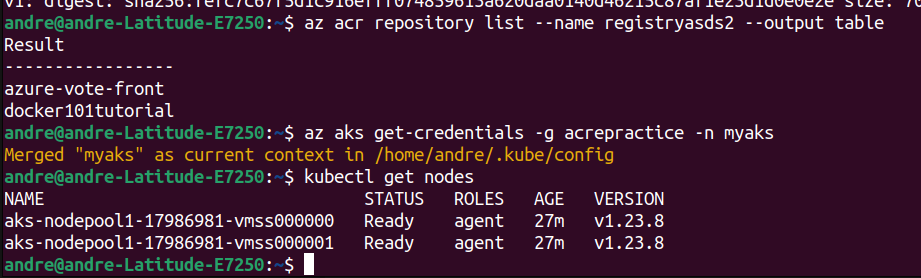 v1: digest: sha256: size: 70
andre@andre-Latitude-E7250:~$ az acr repository list --name registryasds2 --output table
Result
-----------------
azure-vote-front
docker101tutorial
andre@andre-Latitude-E7250:~$ az aks get-credentials -g acrepractice -n myaks
Merged "myaks" as current context in /home/andre/.kube/config
andre@andre-Latitude-E7250:~$ kubectl get nodes
NAME STATUS ROLES AGE VERSION
aks-nodepool1-17986981-vmss000000 Ready agent 27m v1.23.8
aks-nodepool1-17986981-vmss000001 Ready agent 27m v1.23.8
andre@andre-Latitude-E7250:~$